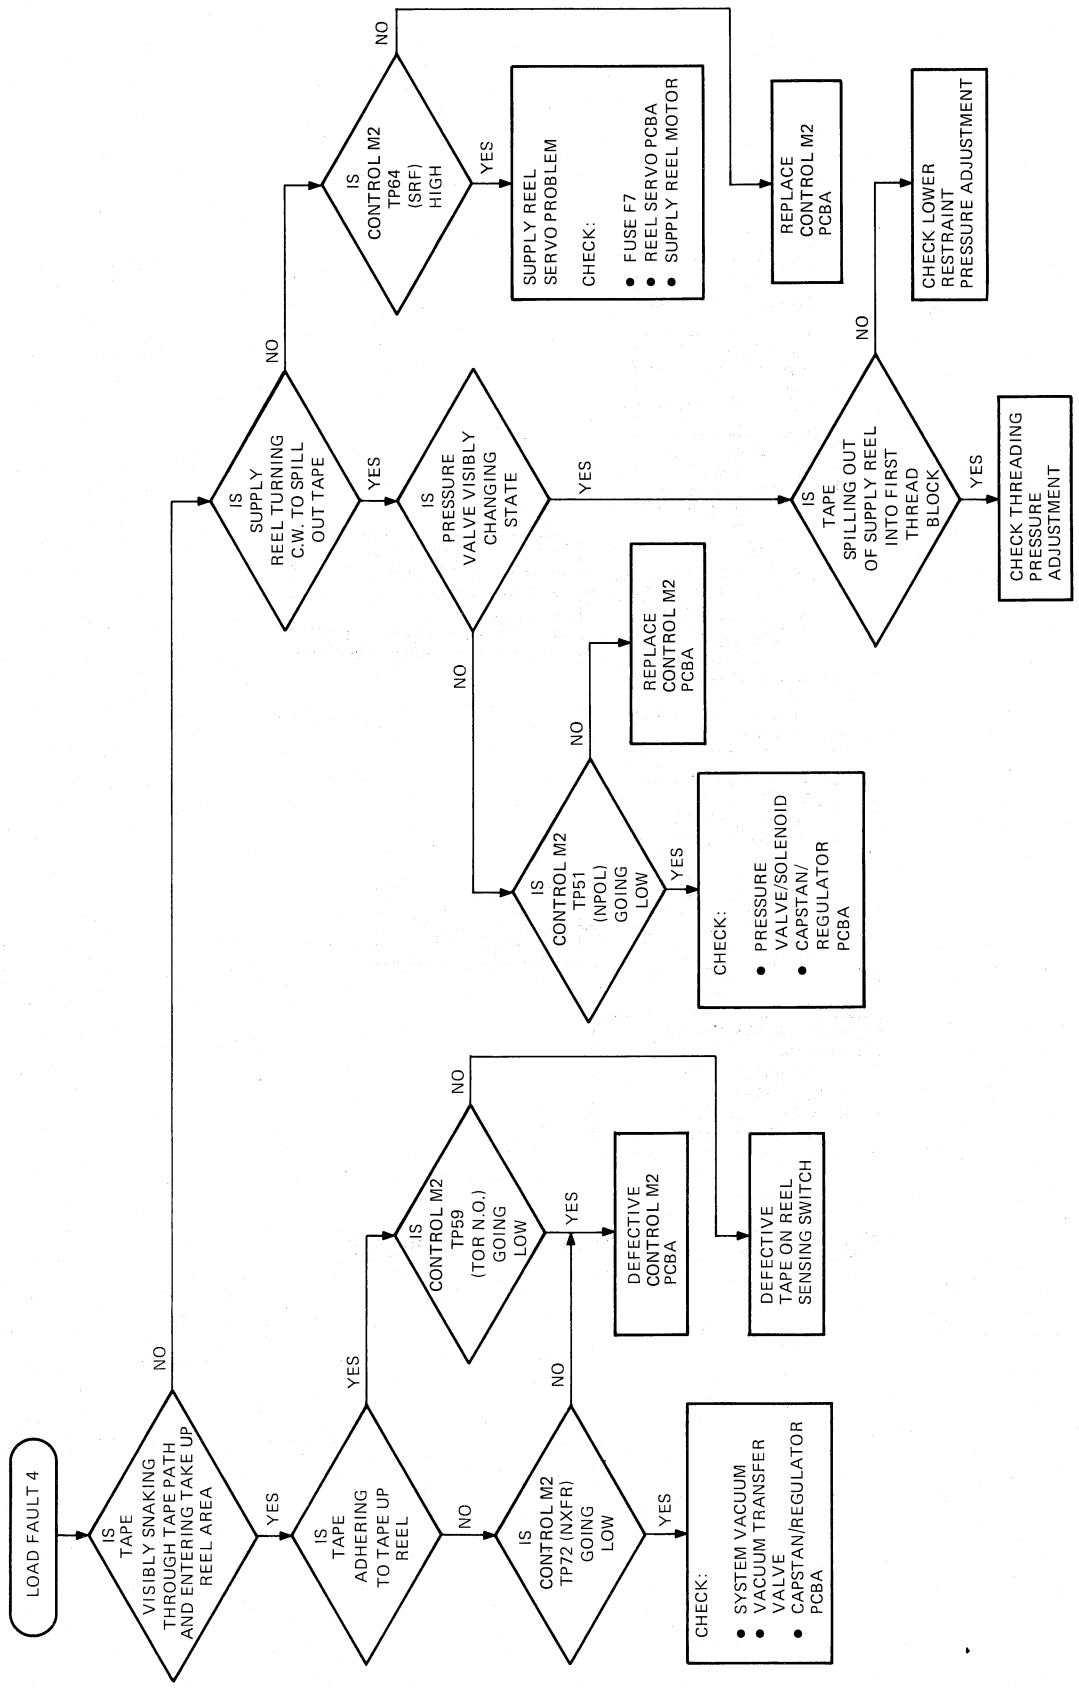 LOAD FAULT 4
IS
TAPE
VISIBLY SNAKING
THROUGH TAPE PATH
AND ENTERING TAKE UP
REEL AREA
NO
YES
IS
TAPE
ADHERING
TO TAPE UP
REEL
YES
NO
IS
CONTROL M2
TP72 (NXFR)
GOING
LOW
NO
YES
CHECK:
● SYSTEM VACUUM
● VACUUM TRANSFER
VALVE
● CAPSTAN/REGULATOR
PCBA
IS
CONTROL M2
TP59
(TOR N.O.)
GOING
LOW
NO
YES
DEFECTIVE
CONTROL M2
PCBA
DEFECTIVE
TAPE ON REEL
SENSING SWITCH
IS
SUPPLY
REEL TURNING
C.W. TO SPILL
OUT TAPE
NO
YES
IS
PRESSURE
VALVE VISIBLY
CHANGING
STATE
NO
YES
IS
CONTROL M2
TP51
(NPOL)
GOING
LOW
NO
YES
REPLACE
CONTROL M2
PCBA
CHECK:
● PRESSURE
VALVE/SOLENOID
● CAPSTAN/
REGULATOR
PCBA
IS
CONTROL M2
TP64
(SRF)
HIGH
NO
YES
SUPPLY REEL
SERVO PROBLEM
CHECK:
● FUSE F7
● REEL SERVO PCBA
● SUPPLY REEL MOTOR
REPLACE
CONTROL M2
PCBA
IS
TAPE
SPILLING OUT
OF SUPPLY REEL
INTO FIRST
THREAD
BLOCK
NO
YES
CHECK LOWER
RESTRAINT
PRESSURE ADJUSTMENT
CHECK THREADING
PRESSURE
ADJUSTMENT